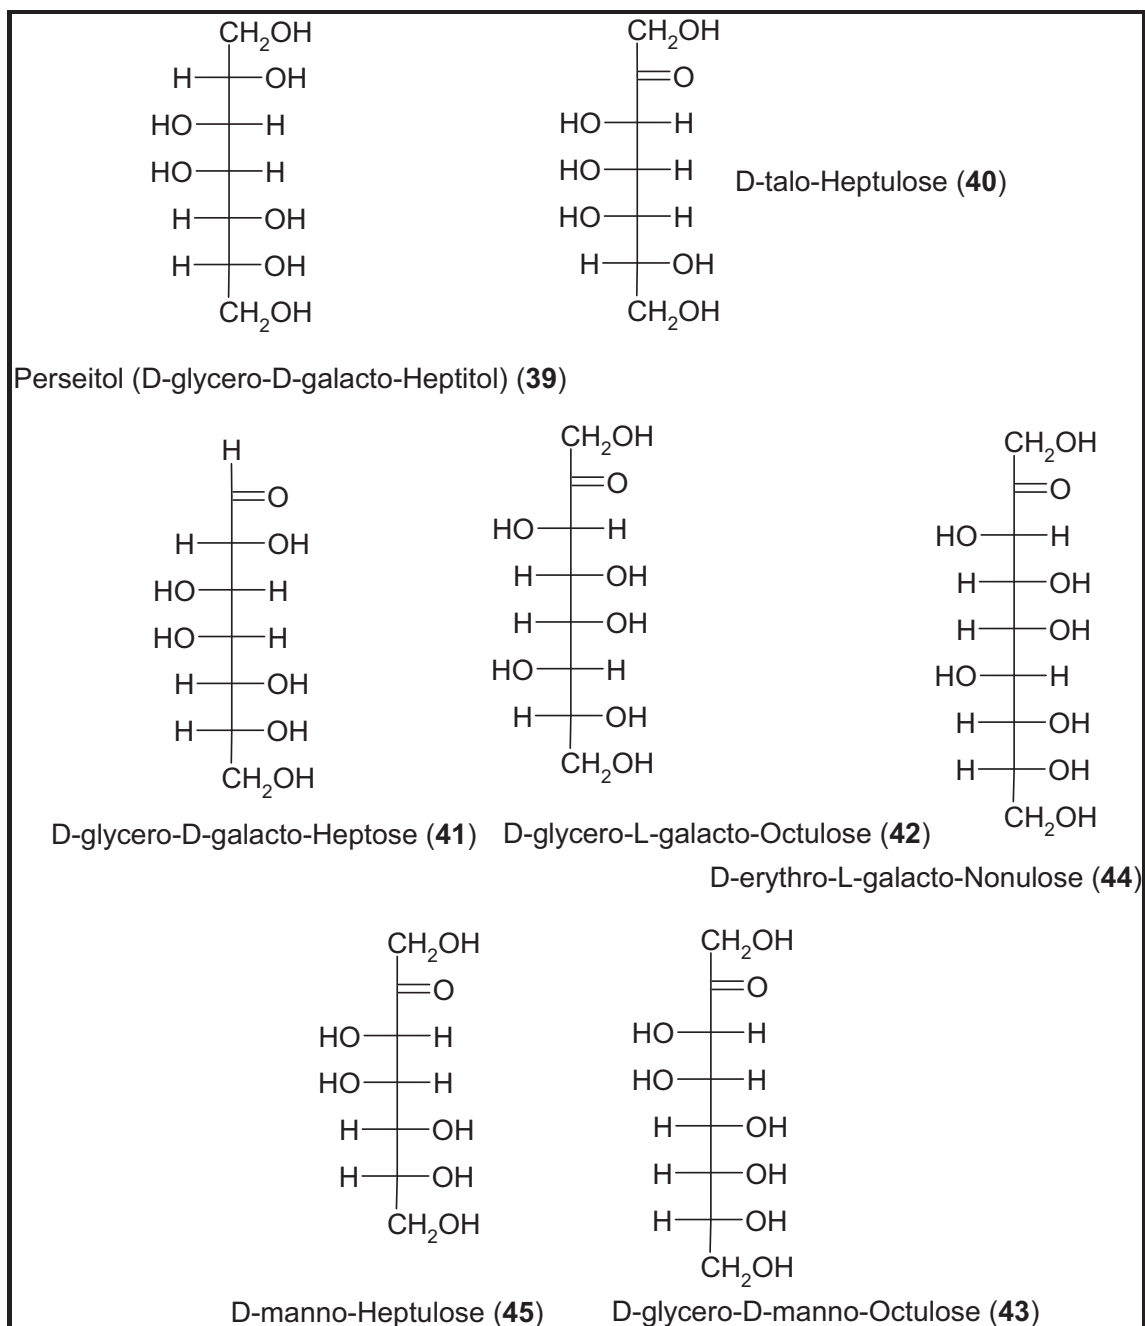 CH2OH
H OH
HO H
HO H
H OH
H OH
CH2OH
Perseitol (D-glycero-D-galacto-Heptitol) (39)
CH2OH
O
HO H
HO H
HO H
H OH
CH2OH
D-talo-Heptulose (40)
H
O
H OH
HO H
HO H
H OH
H OH
CH2OH
D-glycero-D-galacto-Heptose (41)
CH2OH
O
HO H
H OH
H OH
HO H
H OH
CH2OH
D-glycero-L-galacto-Octulose (42)
CH2OH
O
HO H
H OH
H OH
HO H
H OH
H OH
CH2OH
D-erythro-L-galacto-Nonulose (44)
CH2OH
O
HO H
HO H
H OH
H OH
CH2OH
D-manno-Heptulose (45)
CH2OH
O
HO H
HO H
H OH
H OH
H OH
CH2OH
D-glycero-D-manno-Octulose (43)